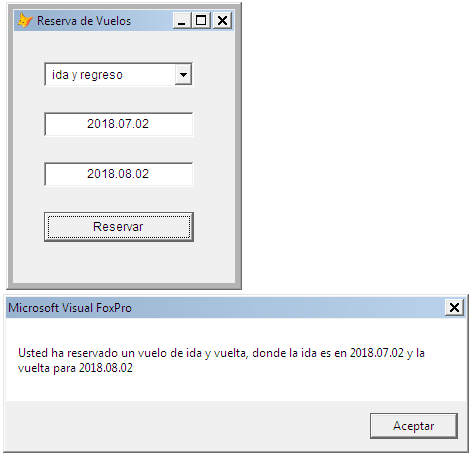 Reserva de Vuelos
ida y regreso
2018.07.02
2018.08.02
Reservar
Microsoft Visual FoxPro
Usted ha reservado un vuelo de ida y vuelta, donde la ida es en 2018.07.02 y la
vuelta para 2018.08.02
Aceptar